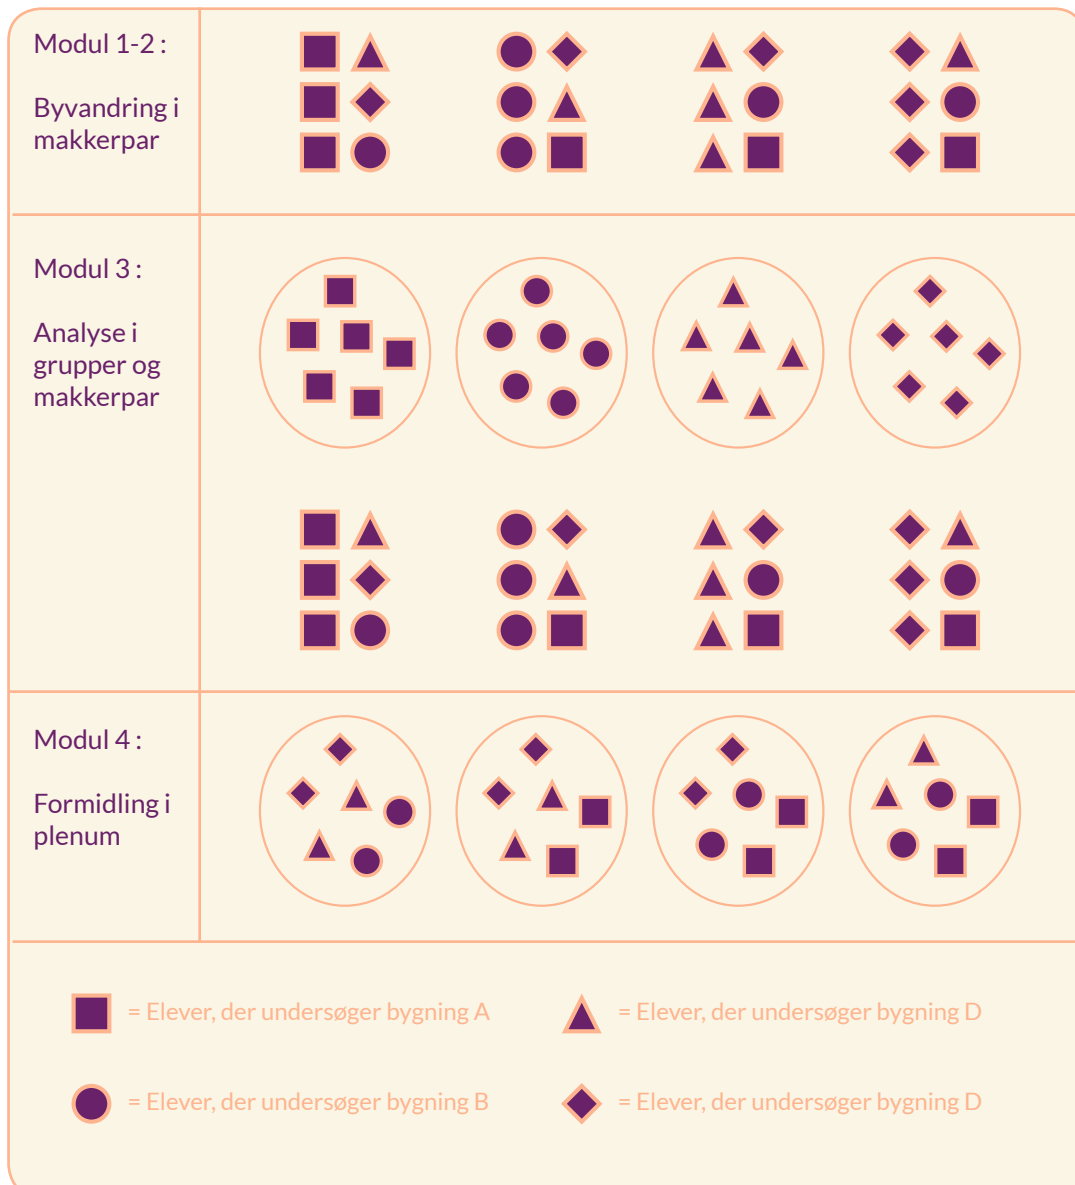 Modul 1-2 :
Byvandring i
makkerpar
Modul 3 :
Analyse i
grupper og
makkerpar
Modul 4 :
Formidling i
plenum
= Elever, der undersøger bygning A
= Elever, der undersøger bygning D
= Elever, der undersøger bygning B
= Elever, der undersøger bygning D